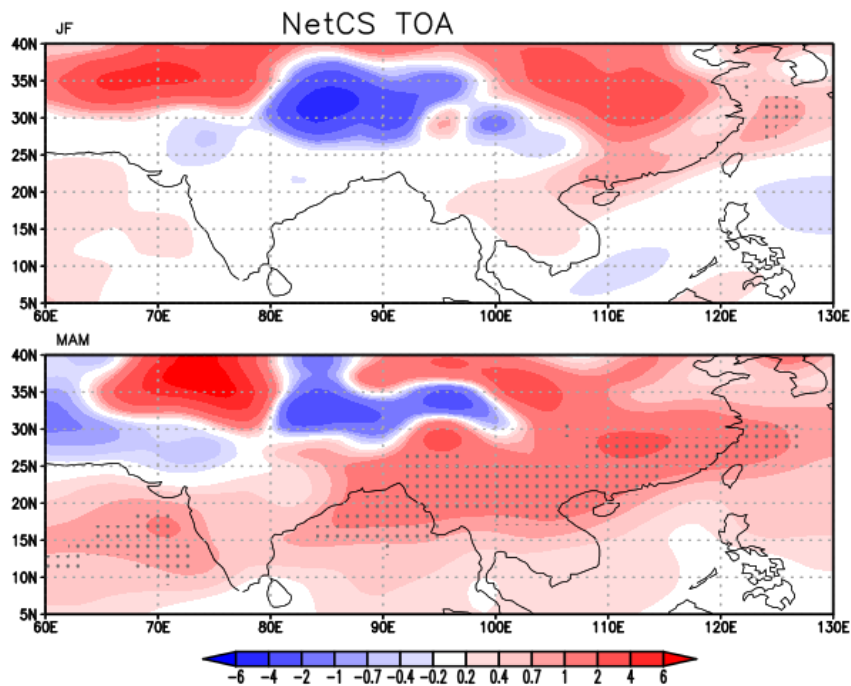 NetCS TOA
JF
40N
35N
30N
25N
20N
15N
10N
5N
60E 70E 80E 90E 100E 110E 120E 130E
MAM
40N
35N
30N
25N
20N
15N
10N
5N
60E 70E 80E 90E 100E 110E 120E 130E
-6 -4 -2 -1 -0.7 -0.4 -0.2 0.2 0.4 0.7 1 2 4 6